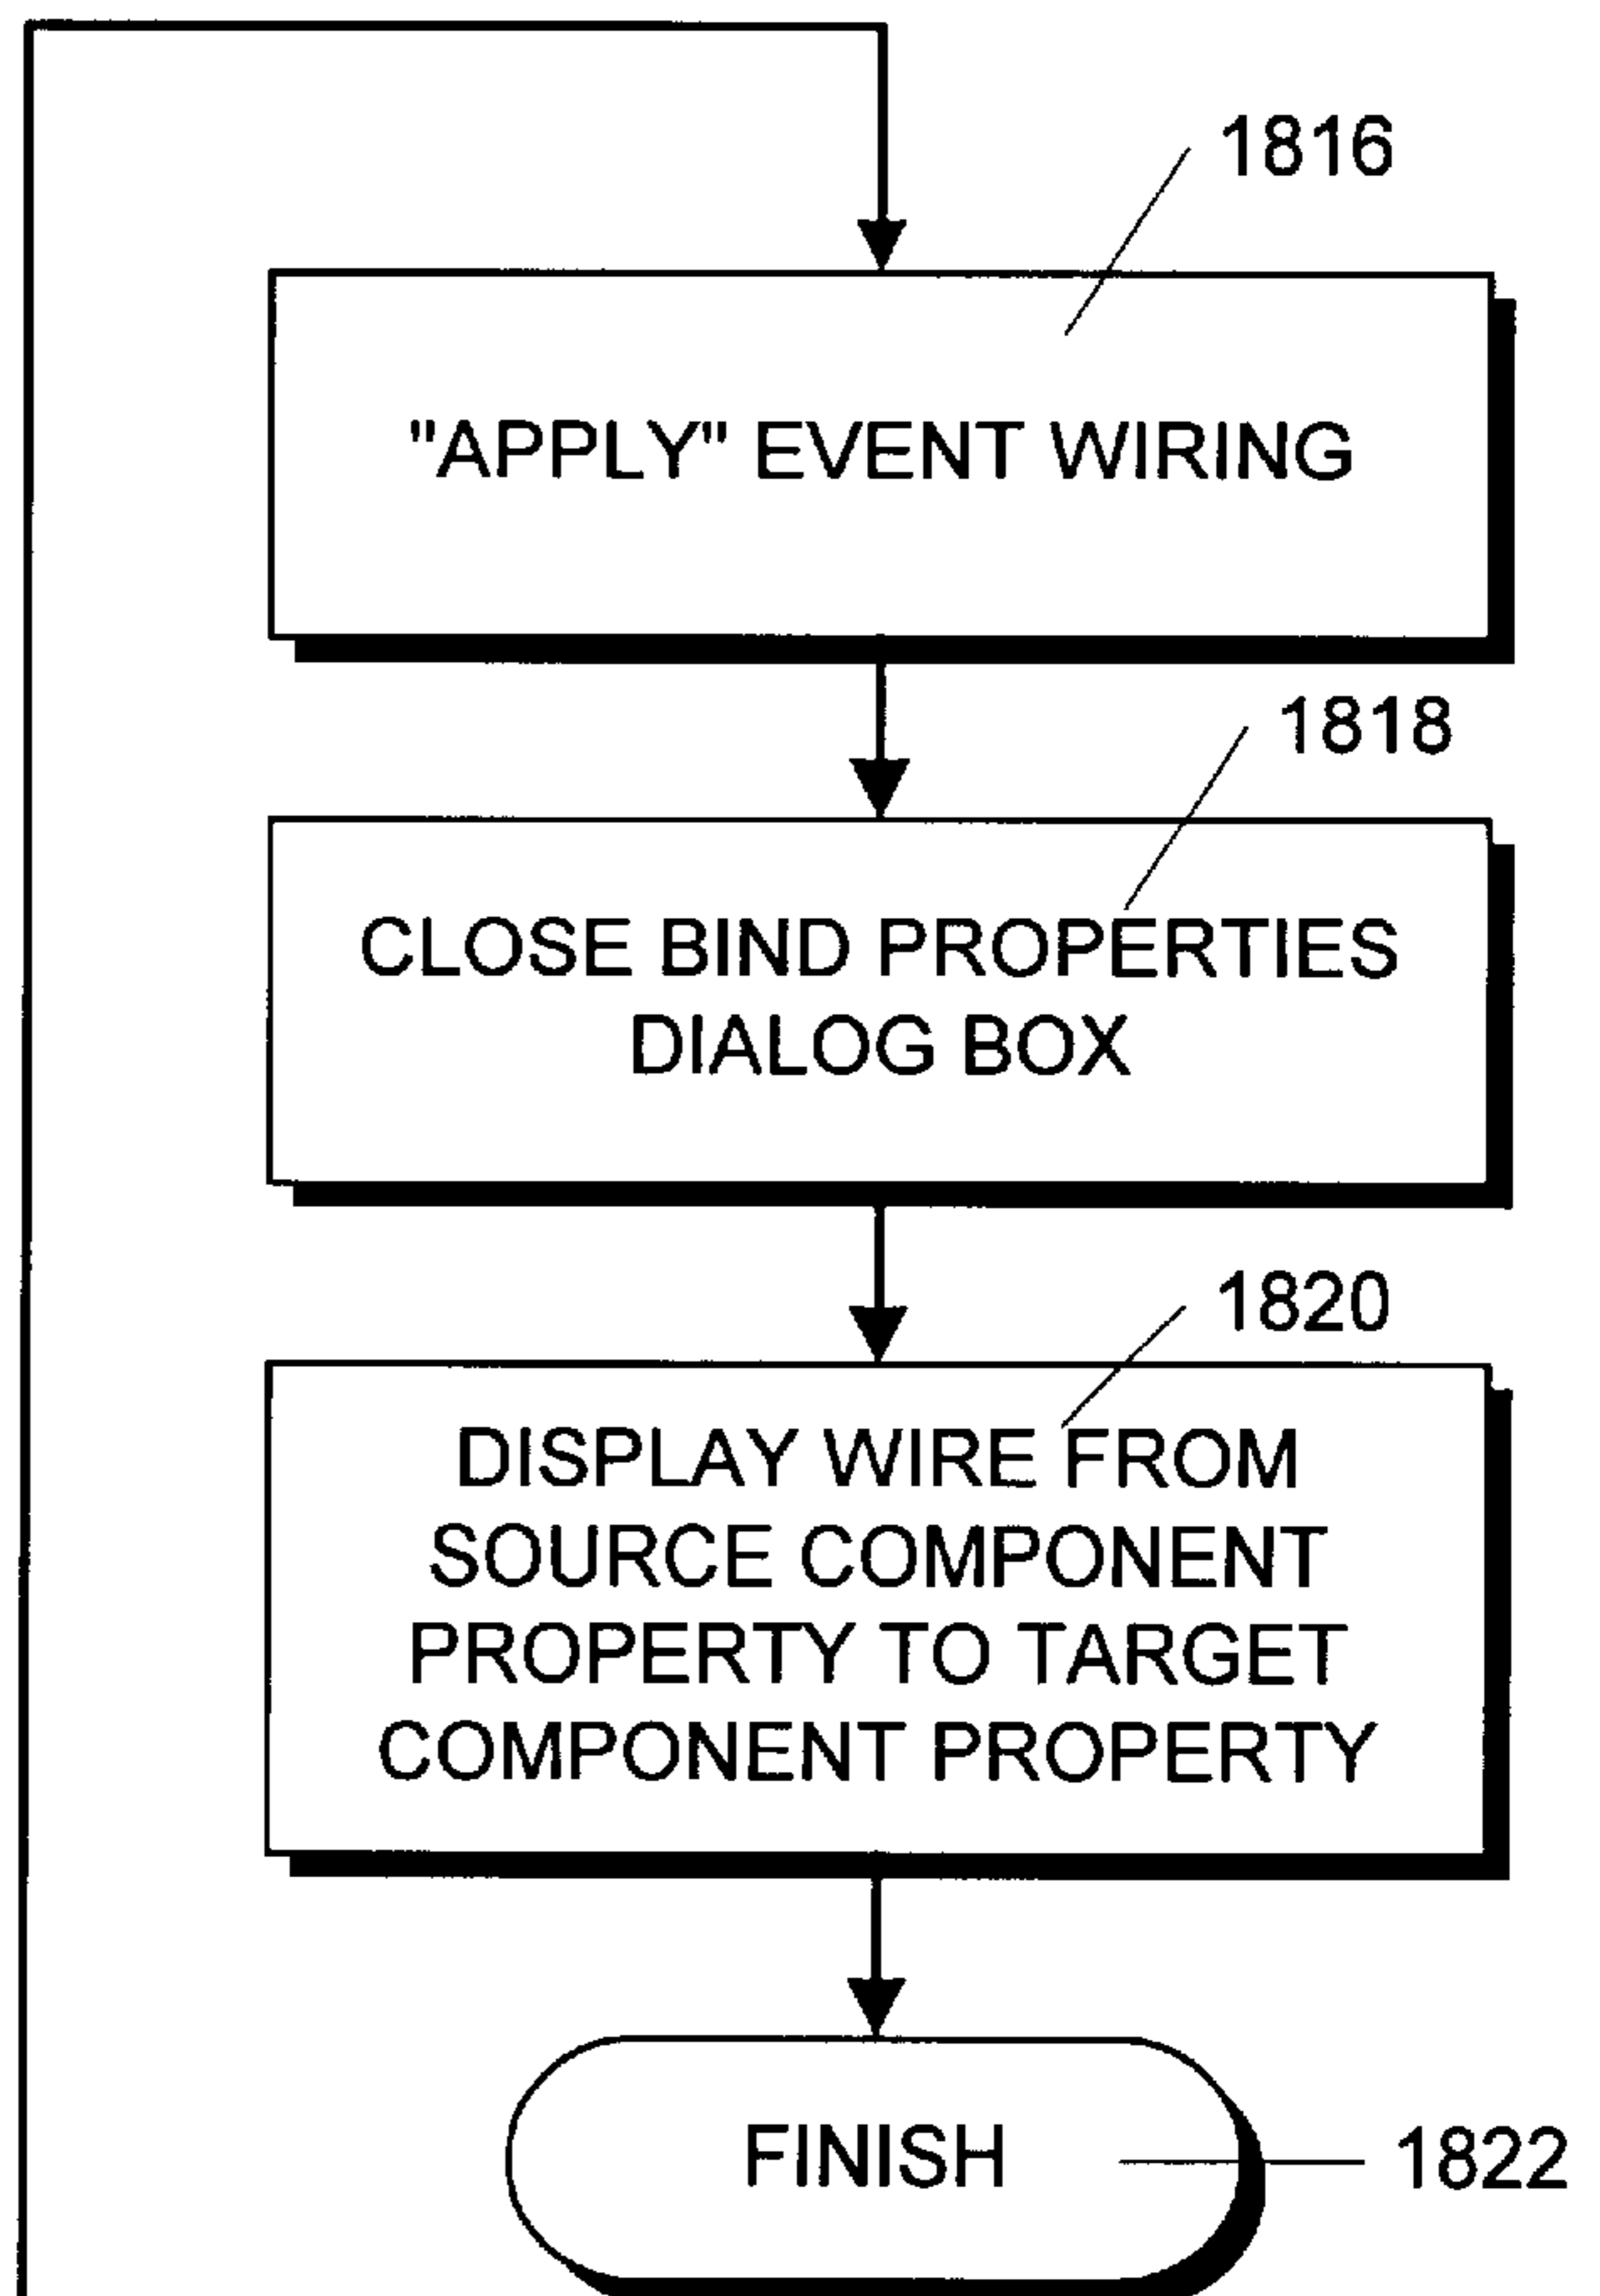 1816
"APPLY" EVENT WIRING
1818
CLOSE BIND PROPERTIES
DIALOG BOX
1820
DISPLAY WIRE FROM
SOURCE COMPONENT
PROPERTY TO TARGET
COMPONENT PROPERTY
FINISH
1822